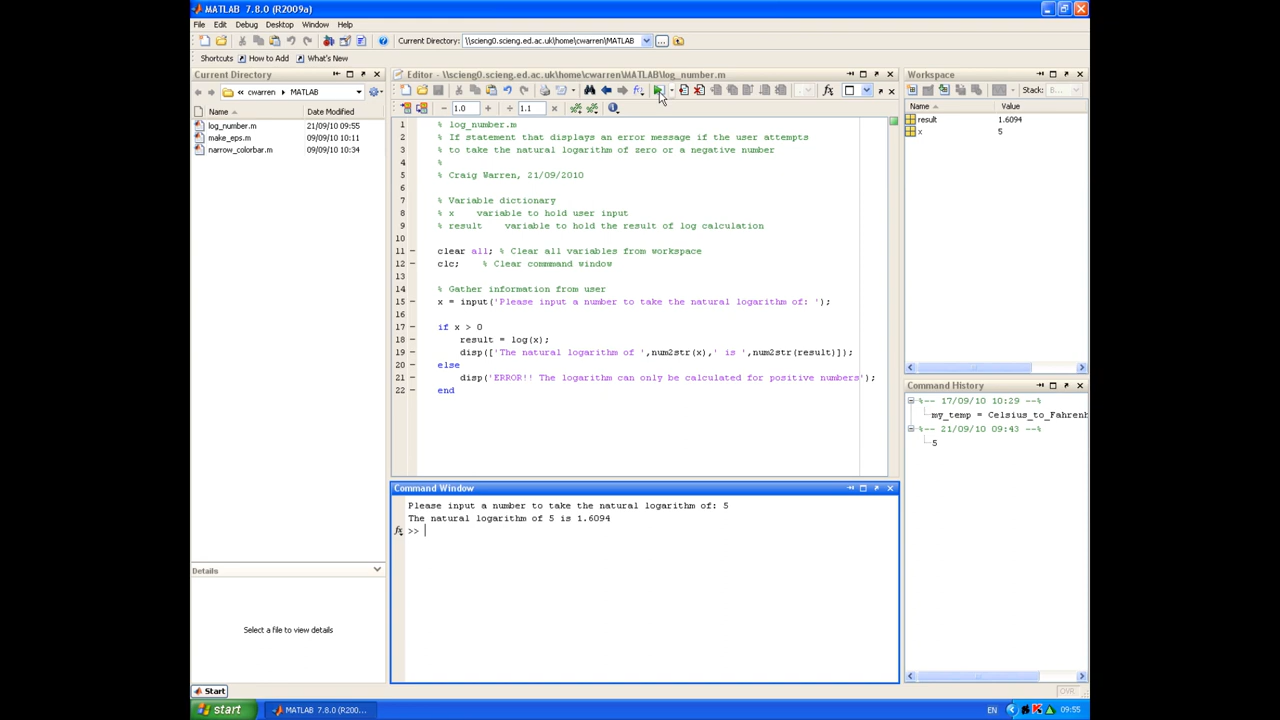 MATLAB 7.8.0 (R2009a)
File Edit Debug Desktop Window Help
Current Directory: \\scieng0.scieng.ed.ac.uk\home\cwarren\MATLAB
Shortcuts How to Add What's New
Current Directory
cwarren MATLAB
Name Date Modified
log_number.m 21/09/10 09:55
make_eps.m 09/09/10 10:11
narrow_colorbar.m 09/09/10 10:34
Details
Select a file to view details
Editor - \\scieng0.scieng.ed.ac.uk\home\cwarren\MATLAB\log_number.m
1.0 1.1
1 % log_number.m
2 % If statement that displays an error message if the user attempts
3 % to take the natural logarithm of zero or a negative number
4 %
5 % Craig Warren, 21/09/2010
6
7 % Variable dictionary
8 % x variable to hold user input
9 % result variable to hold the result of log calculation
10
11 clear all; % Clear all variables from workspace
12 clc; % Clear commmand window
13
14 % Gather information from user
15 x = input('Please input a number to take the natural logarithm of: ');
16
17 if x > 0
18 result = log(x);
19 disp(['The natural logarithm of ',num2str(x),' is ',num2str(result)]);
20 else
21 disp('ERROR!! The logarithm can only be calculated for positive numbers');
22 end
Command Window
Please input a number to take the natural logarithm of: 5
The natural logarithm of 5 is 1.6094
fx >>
Workspace
Stack: Base
Name Value
result 1.6094
x 5
Command History
%-- 17/09/10 10:29 --%
my_temp = Celsius_to_Fahrenh
%-- 21/09/10 09:43 --%
5
Start
OVR
start MATLAB 7.8.0 (R200... EN 09:55